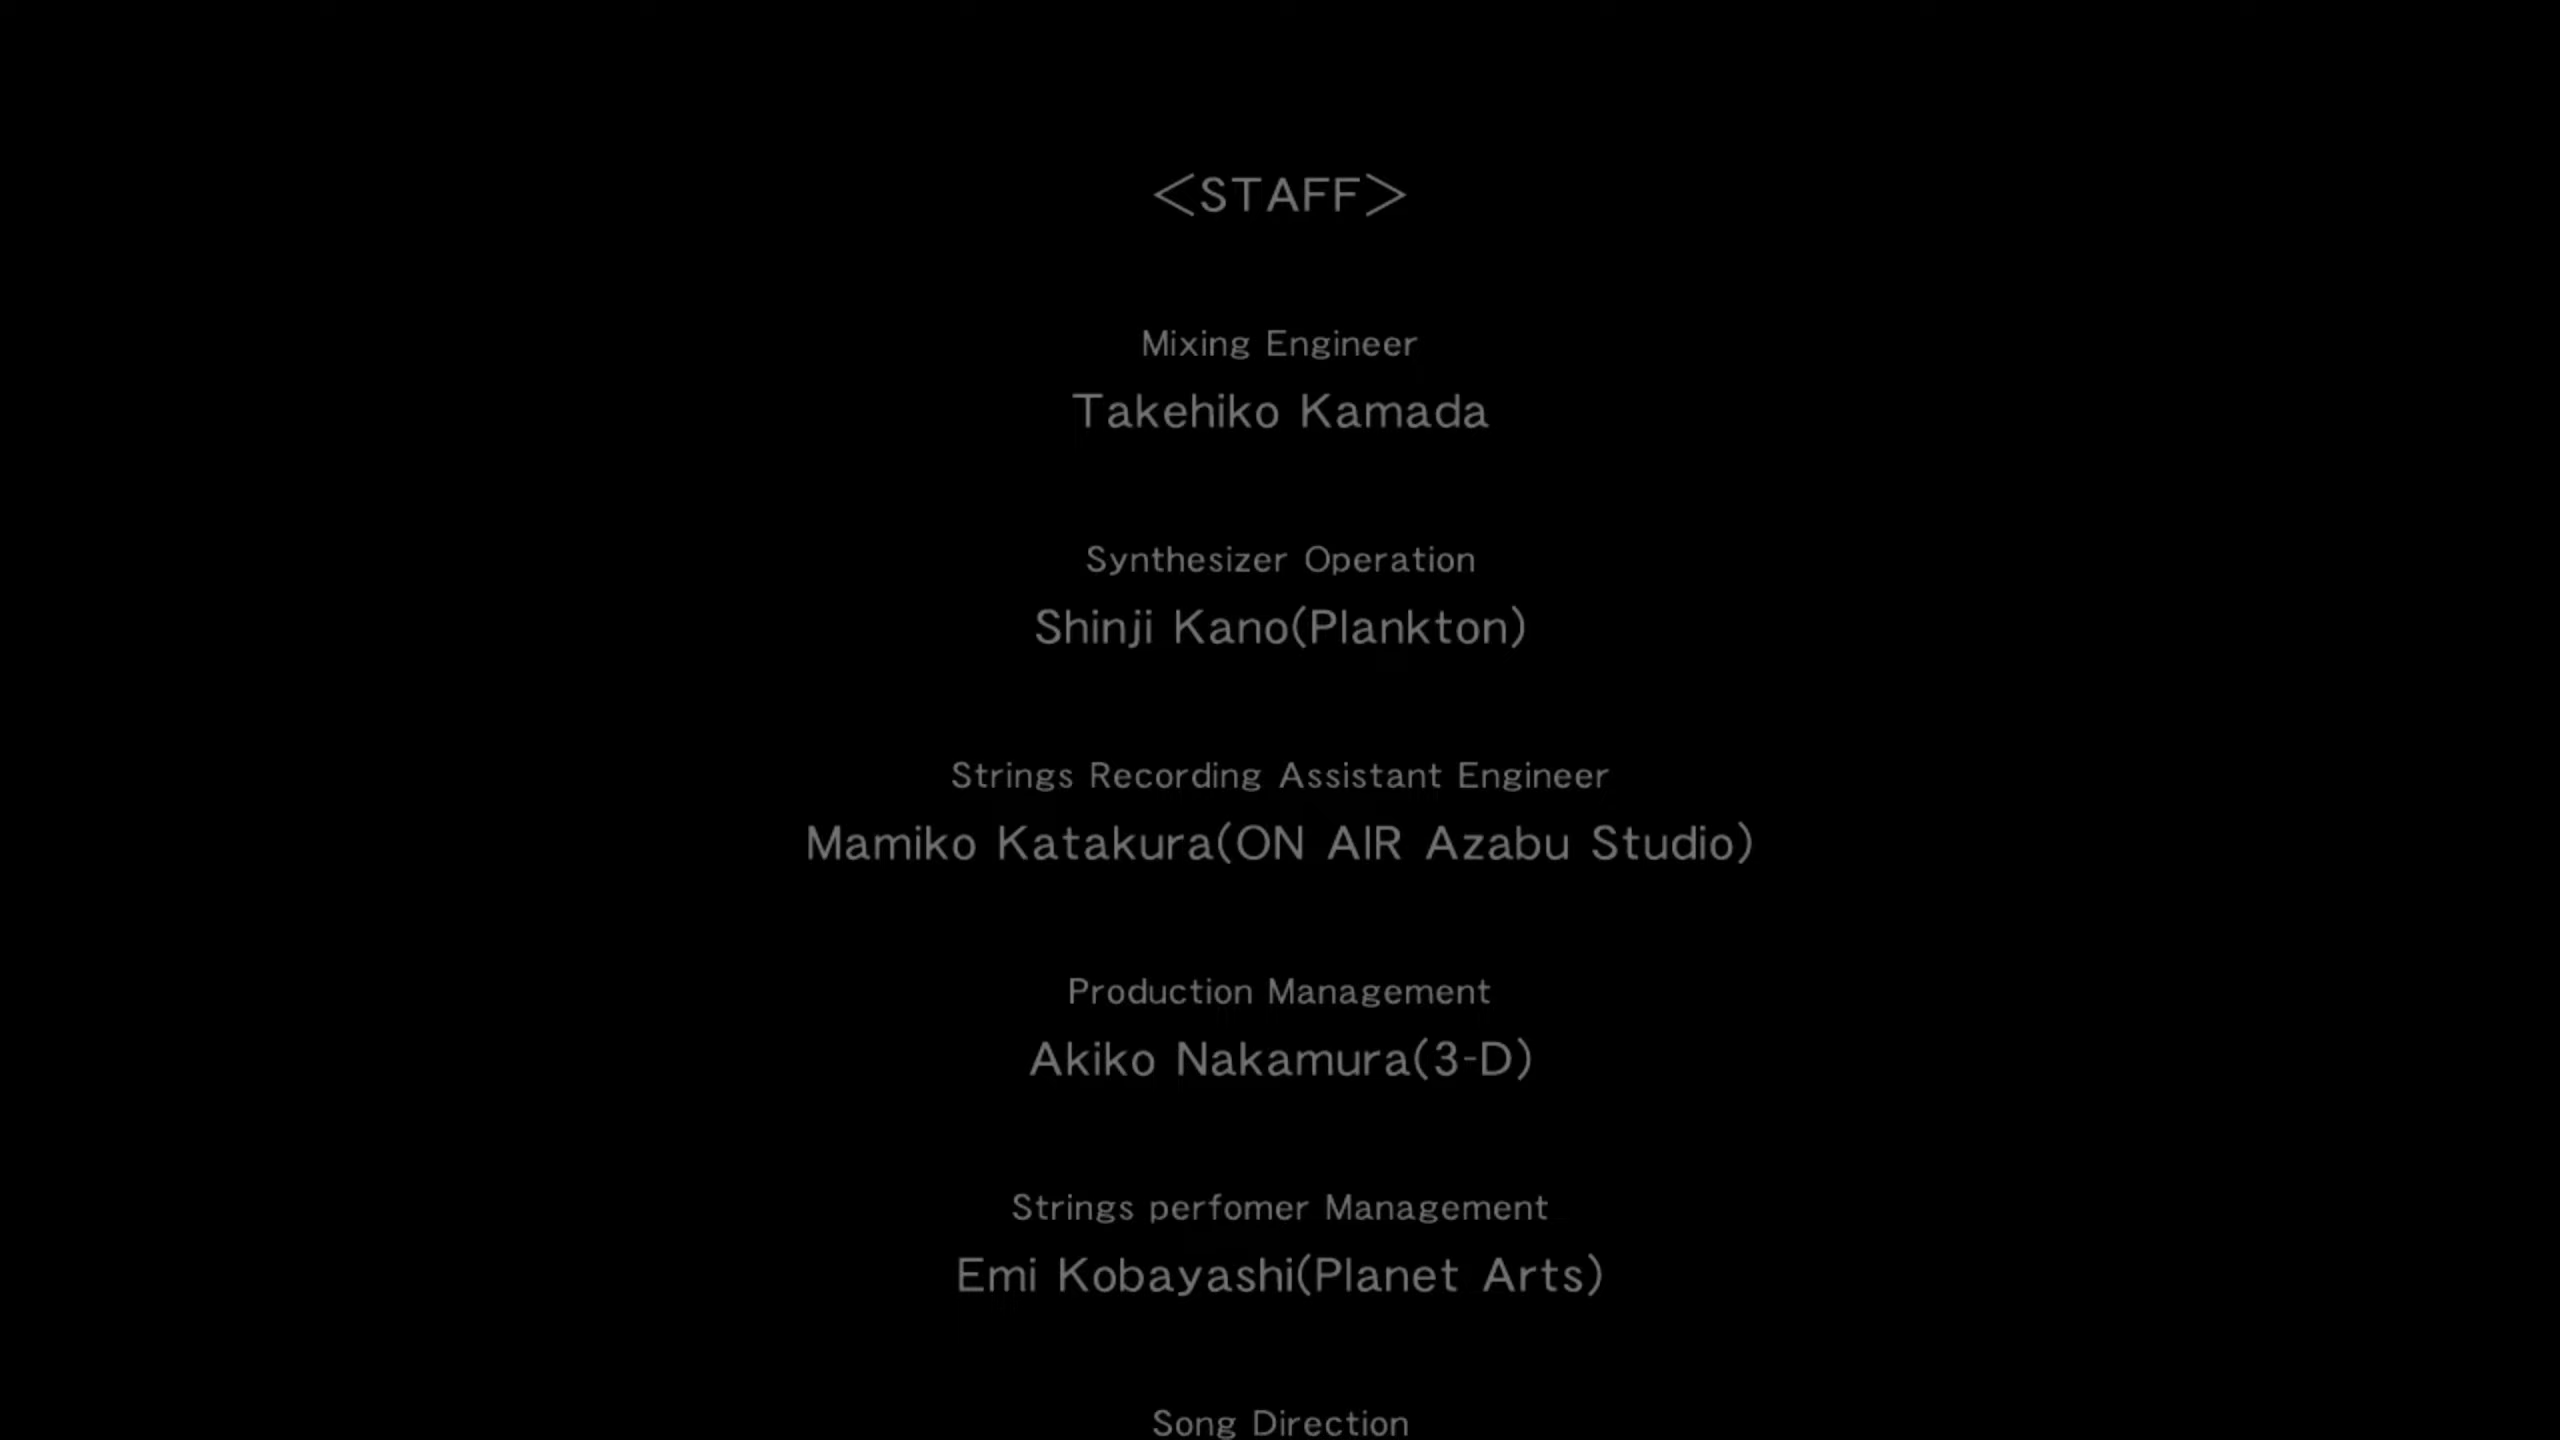 <STAFF>
Mixing Engineer
Takehiko Kamada
Synthesizer Operation
Shinji Kano(Plankton)
Strings Recording Assistant Engineer
Mamiko Katakura(ON AIR Azabu Studio)
Production Management
Akiko Nakamura(3-D)
Strings perfomer Management
Emi Kobayashi(Planet Arts)
Song Direction